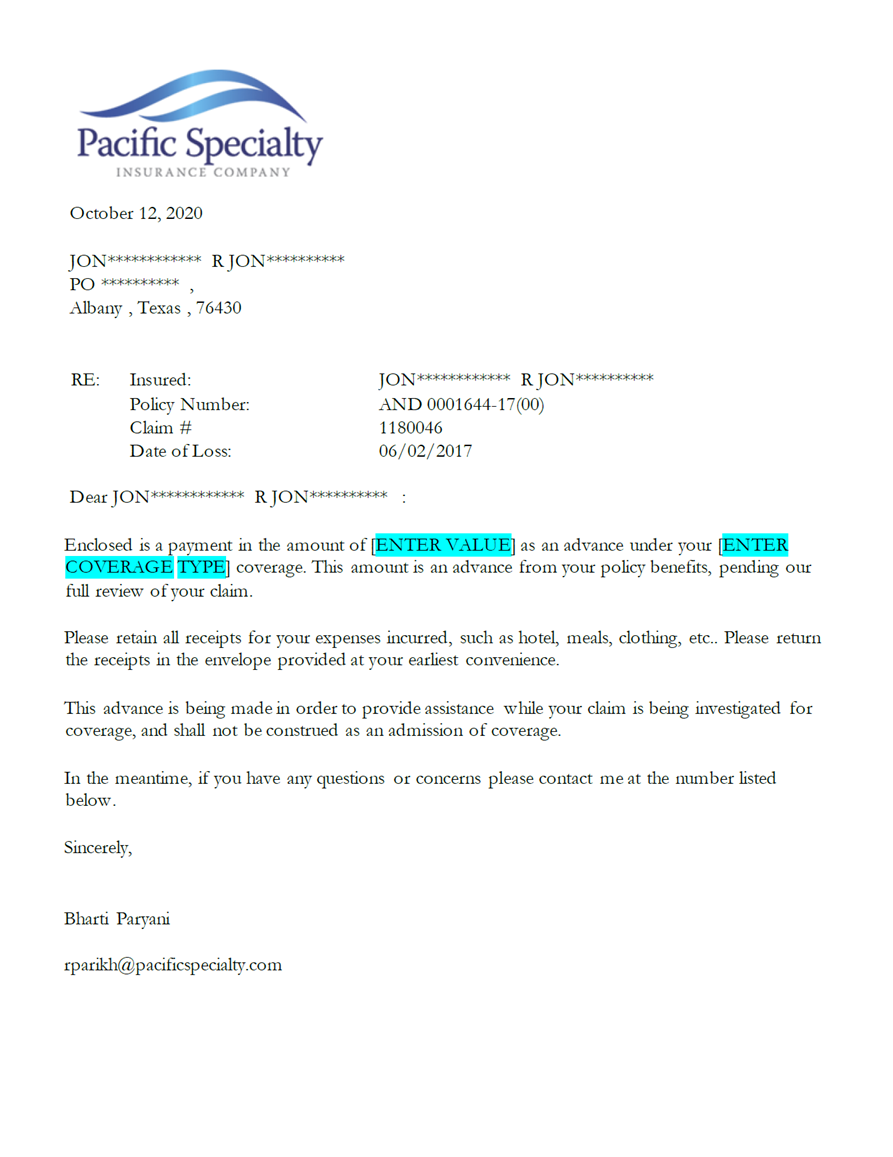 Pacific Specialty
INSURANCE COMPANY
October 12, 2020
JON************ R JON**********
PO ********** ,
Albany , Texas , 76430
RE: Insured: JON************ R JON**********
Policy Number: AND 0001644-17(00)
Claim # 1180046
Date of Loss: 06/02/2017
Dear JON************ R JON********** :
Enclosed is a payment in the amount of [ENTER VALUE] as an advance under your [ENTER
COVERAGE TYPE] coverage. This amount is an advance from your policy benefits, pending our
full review of your claim.
Please retain all receipts for your expenses incurred, such as hotel, meals, clothing, etc.. Please return
the receipts in the envelope provided at your earliest convenience.
This advance is being made in order to provide assistance while your claim is being investigated for
coverage, and shall not be construed as an admission of coverage.
In the meantime, if you have any questions or concerns please contact me at the number listed
below.
Sincerely,
Bharti Paryani
rparikh@pacificspecialty.com